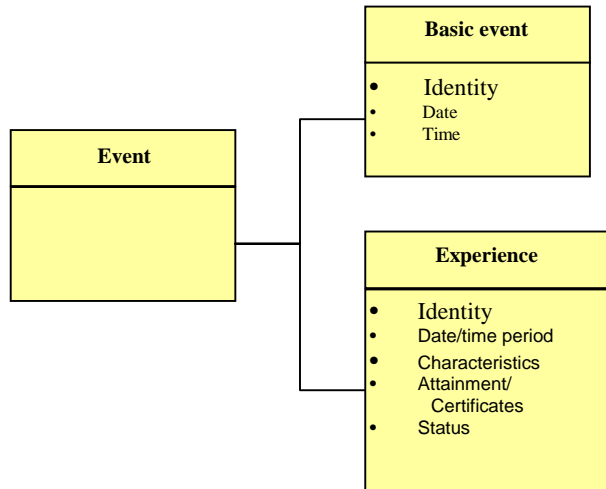 Event
Basic event
• Identity
• Date
• Time
Experience
• Identity
• Date/time period
• Characteristics
• Attainment/
Certificates
• Status